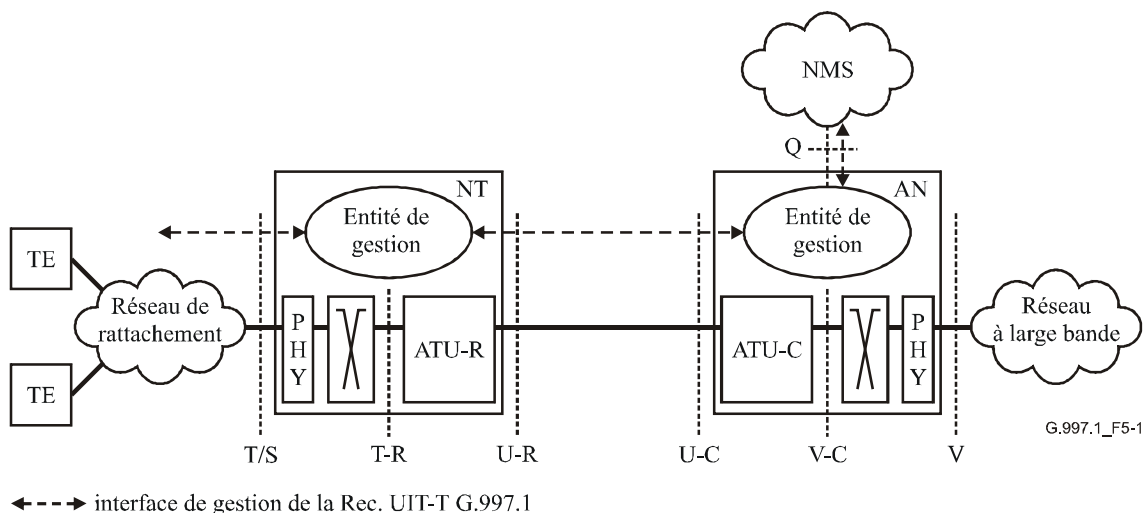 NMS
Q
NT
AN
Entité de
gestion
Entité de
gestion
TE
TE
Réseau de
rattachement
P
H
Y
ATU-R
ATU-C
P
H
Y
Réseau
à large bande
G.997.1_F5-1
T/S
T-R
U-R
U-C
V-C
V
interface de gestion de la Rec. UIT-T G.997.1